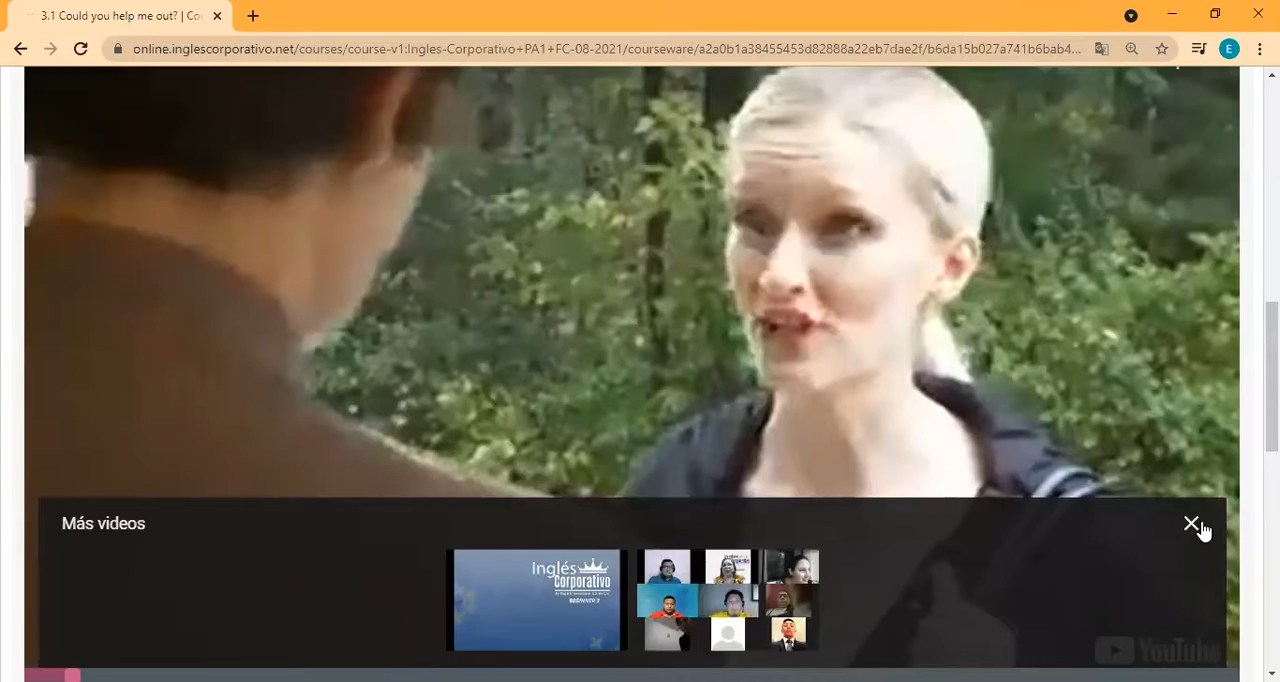 3.1 Could you help me out? | Co
online.inglescorporativo.net/courses/course-v1:Ingles-Corporativo+PA1+FC-08-2021/courseware/a2a0b1a38455453d82888a22eb7dae2f/b6da15b027a741b6bab4...
E
Más videos
Inglés
Corporativo
YouTube